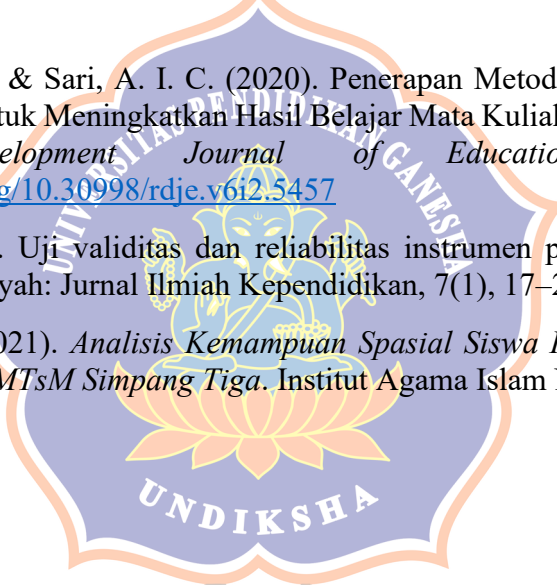 & Sari, A. I. C. (2020). Penerapan Metod
tuk Meningkatkan Hasil Belajar Mata Kuliah
elopment Journal of Educatio
g/10.30998/rdje.v6i2.5457
. Uji validitas dan reliabilitas instrumen p
yah: Jurnal Ilmiah Kependidikan, 7(1), 17–2
021). Analisis Kemampuan Spasial Siswa
MTsM Simpang Tiga. Institut Agama Islam
UNIVERSITAS PENDIDIKAN GANESHA
UNDIKSHA